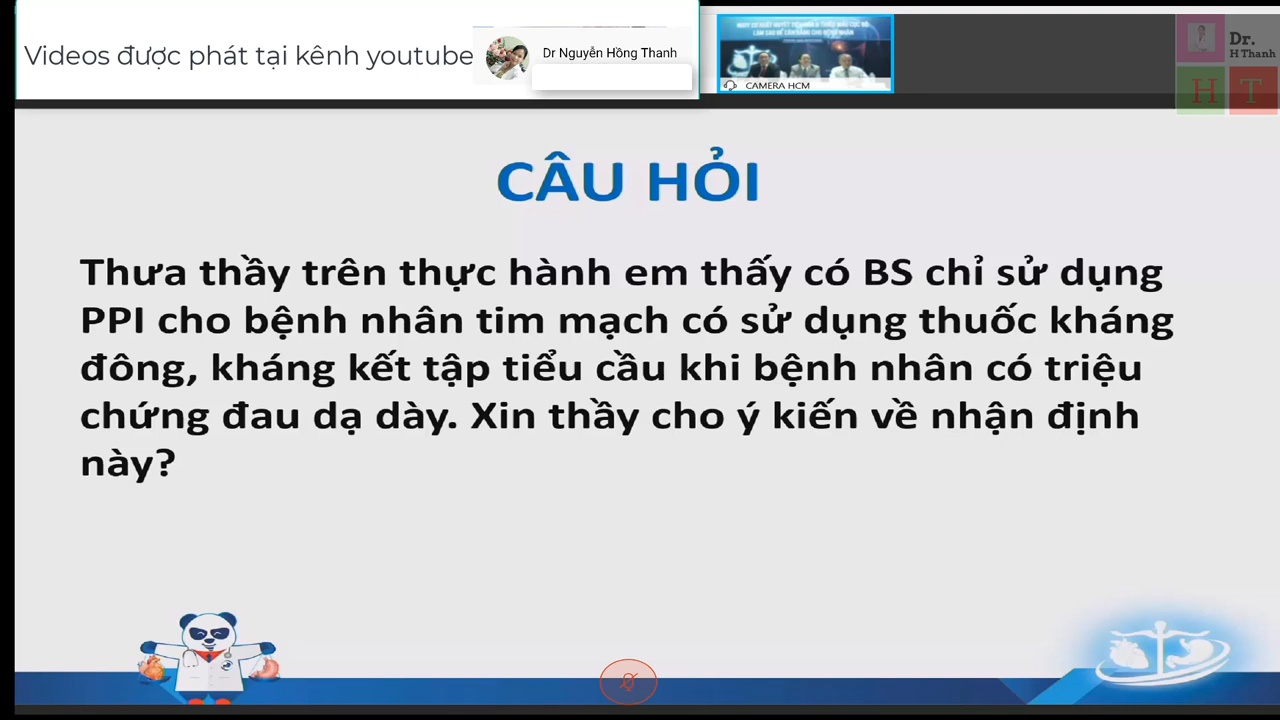 Videos được phát tại kênh youtube
Dr Nguyễn Hồng Thanh
CAMERA HCM
Dr.
H Thanh
H T
CÂU HỎI
Thưa thầy trên thực hành em thấy có BS chỉ sử dụng
PPI cho bệnh nhân tim mạch có sử dụng thuốc kháng
đông, kháng kết tập tiểu cầu khi bệnh nhân có triệu
chứng đau dạ dày. Xin thầy cho ý kiến về nhận định
này?